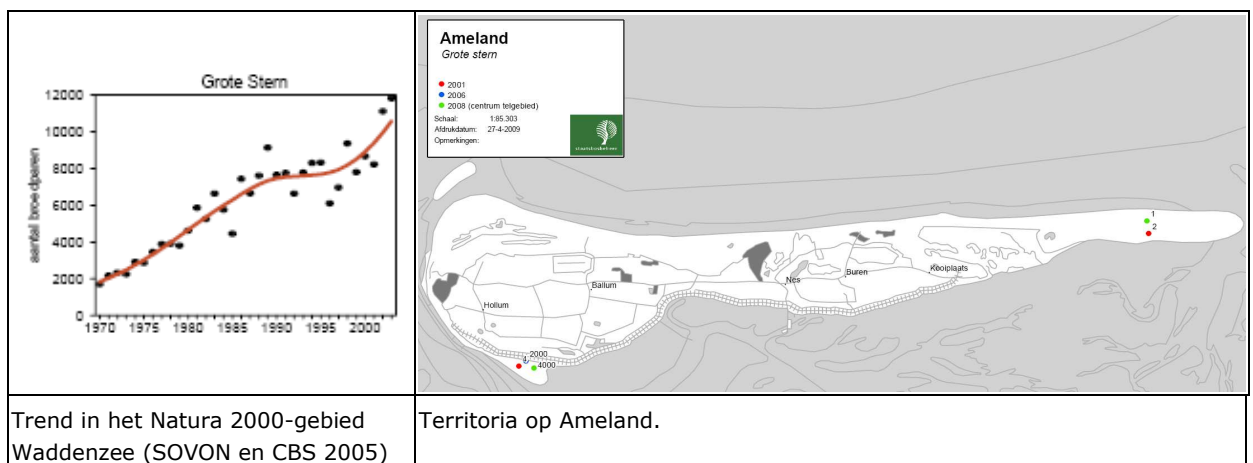 Grote Stern
12000
10000
8000
6000
4000
2000
0
aantal broedparen
1970 1975 1980 1985 1990 1995 2000
Ameland
Grote stern
2001
2006
2008 (centrum telgebied)
Schaal: 1:85.303
Afdrukdatum: 27-4-2009
Opmerkingen:
staatsbosbeheer
1
2
Kooiplaats
Buren
Nes
Ballum
Hollum
2000
4
4000
Trend in het Natura 2000-gebied
Waddenzee (SOVON en CBS 2005)
Territoria op Ameland.